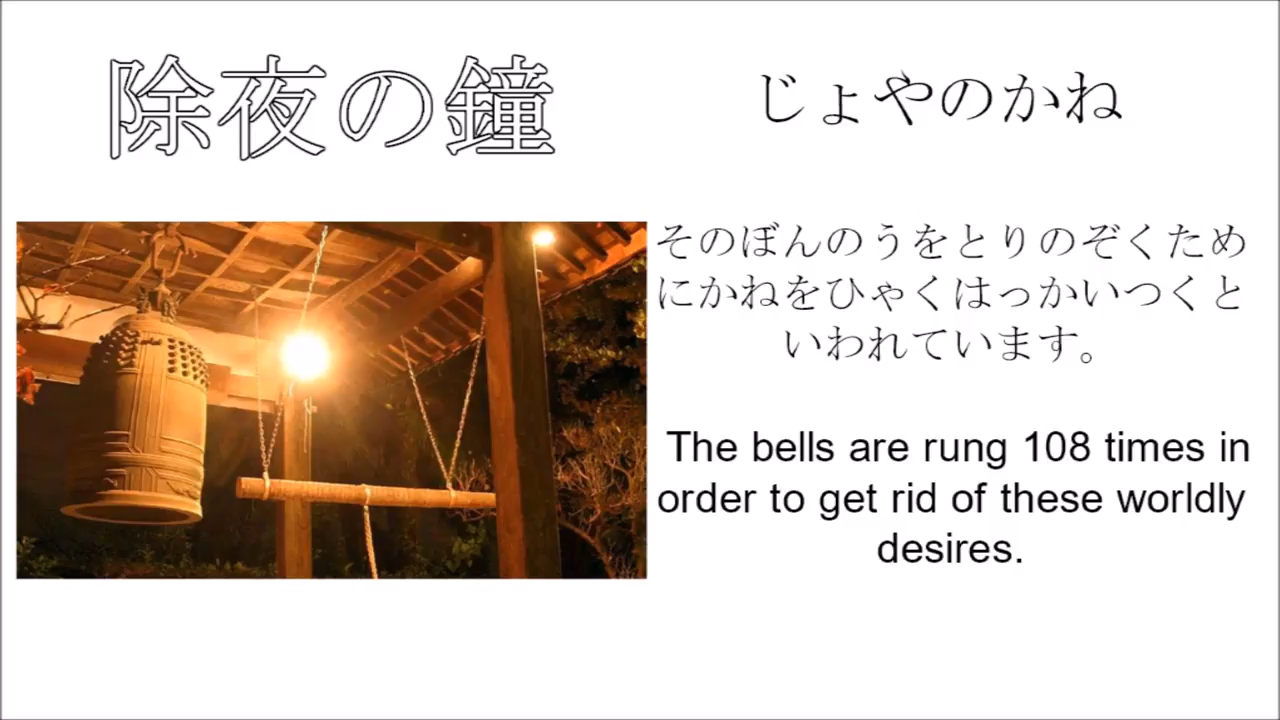 除夜の鐘
じょやのかね
そのぼんのうをとりのぞくため
にかねをひゃくはっかいつくと
いわれています。
The bells are rung 108 times in
order to get rid of these worldly
desires.